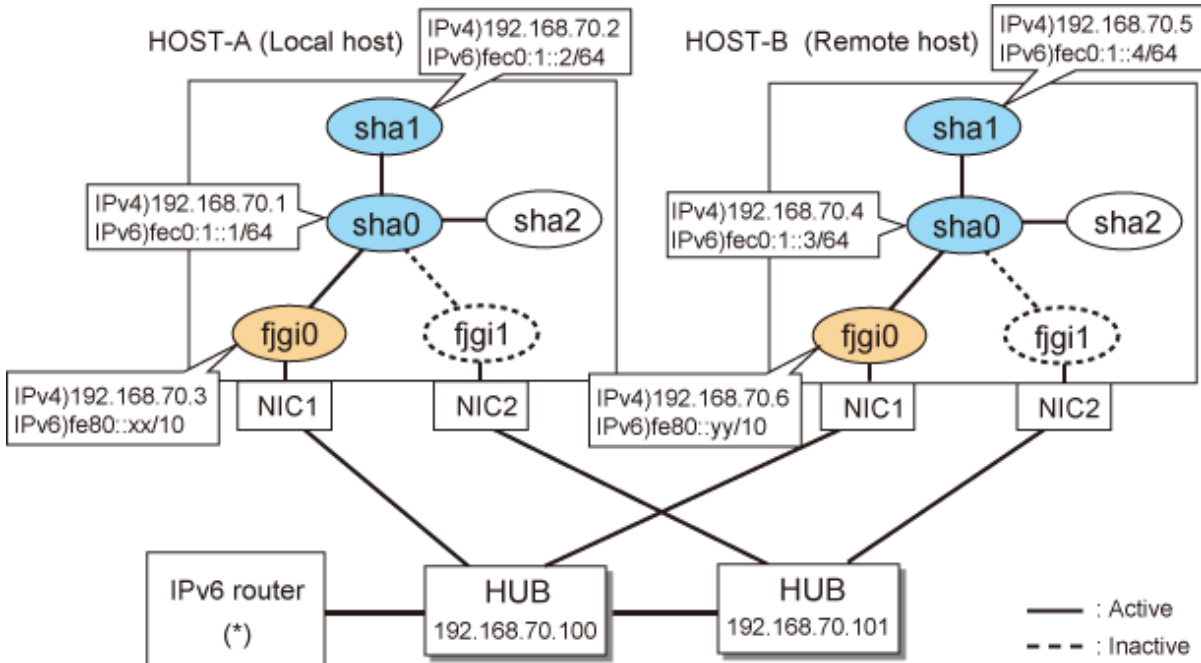 HOST-A (Local host)
IPv4)192.168.70.2
IPv6)fec0:1::2/64
HOST-B (Remote host)
IPv4)192.168.70.5
IPv6)fec0:1::4/64
sha1
sha1
IPv4)192.168.70.1
IPv6)fec0:1::1/64
sha0
sha2
IPv4)192.168.70.4
IPv6)fec0:1::3/64
sha0
sha2
fjgi0
fjgi1
fjgi0
fjgi1
IPv4)192.168.70.3
IPv6)fe80::xx/10
NIC1
NIC2
IPv4)192.168.70.6
IPv6)fe80::yy/10
NIC1
NIC2
IPv6 router
(*)
HUB
192.168.70.100
HUB
192.168.70.101
: Active
: Inactive